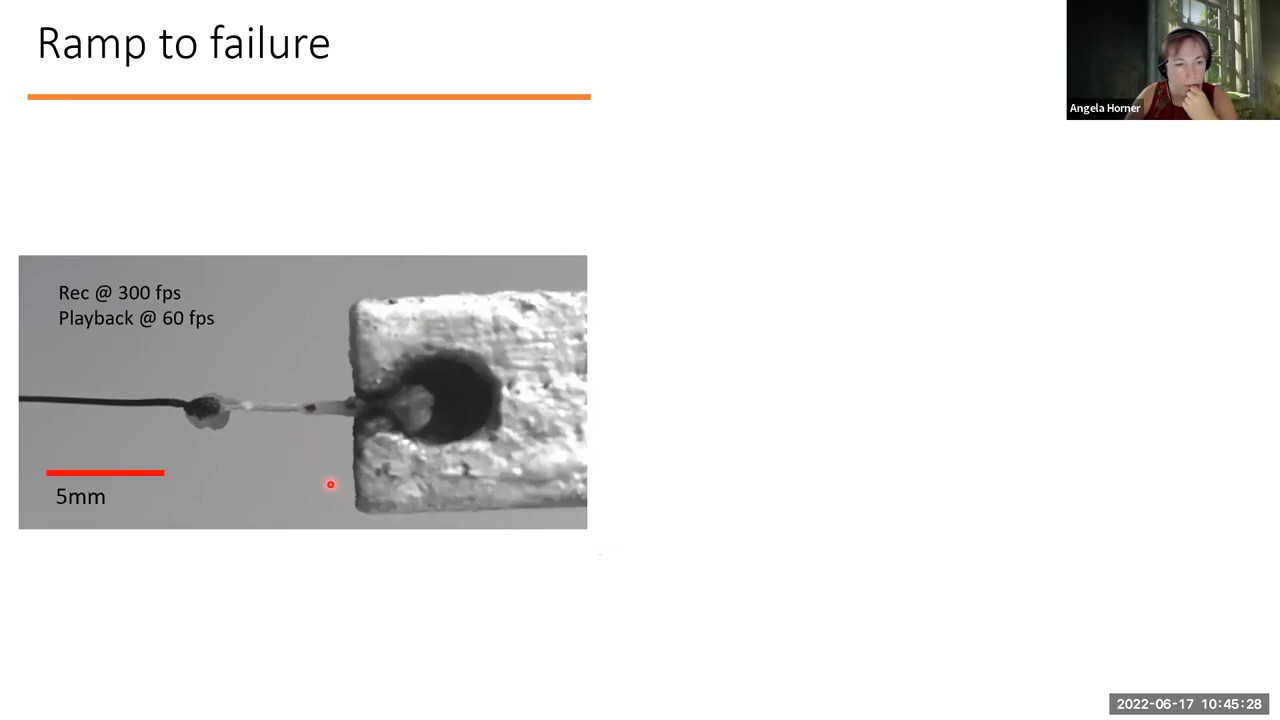 Ramp to failure
Angela Horner
Rec @ 300 fps
Playback @ 60 fps
5mm
2022-06-17 10:45:28